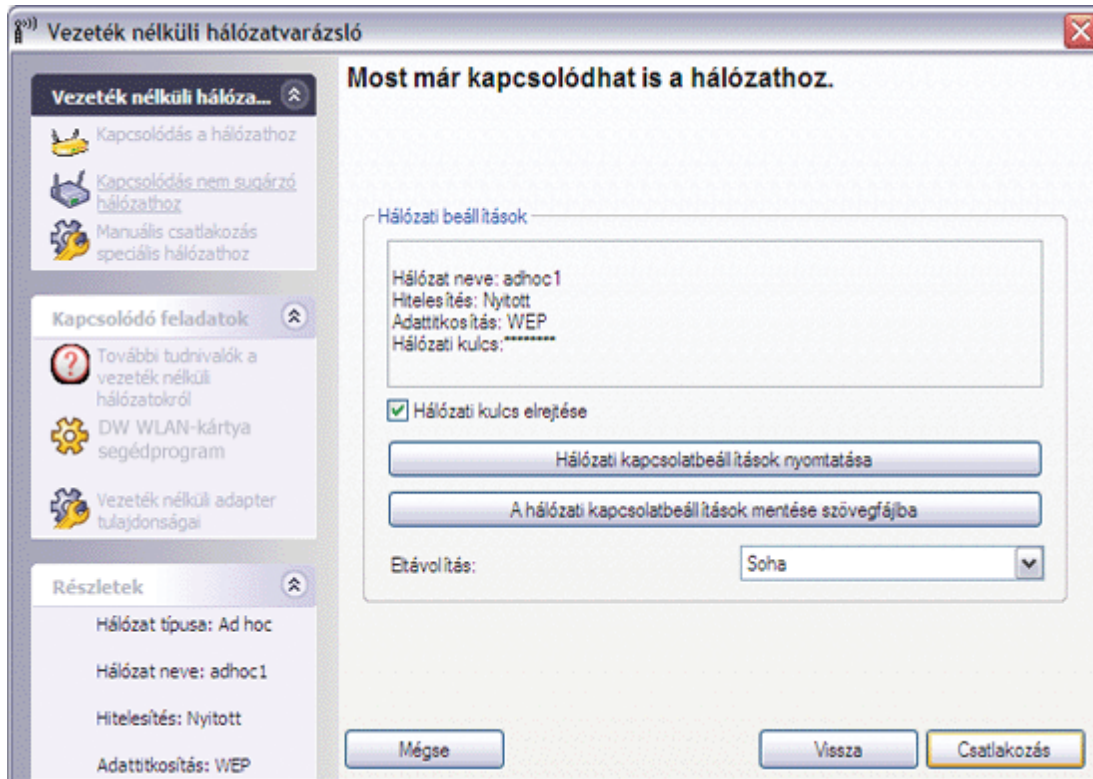 Vezeték nélküli hálózatvarázsló
Vezeték nélküli hálóza...
Kapcsolódás a hálózathoz
Kapcsolódás nem sugárzó
hálózathoz
Manuális csatlakozás
speciális hálózathoz
Kapcsolódó feladatok
További tudnivalók a
vezeték nélküli
hálózatokról
DW WLAN-kártya
segédprogram
Vezeték nélküli adapter
tulajdonságai
Részletek
Hálózat típusa: Ad hoc
Hálózat neve: adhoc1
Hitelesítés: Nyitott
Adattitkosítás: WEP
Most már kapcsolódhat is a hálózathoz.
Hálózati beállítások
Hálózat neve: adhoc1
Hitelesítés: Nyitott
Adattitkosítás: WEP
Hálózati kulcs:********
Hálózati kulcs elrejtése
Hálózati kapcsolatbeállítások nyomtatása
A hálózati kapcsolatbeállítások mentése szövegfájlba
Eltávolítás: Soha
Mégse Vissza Csatlakozás